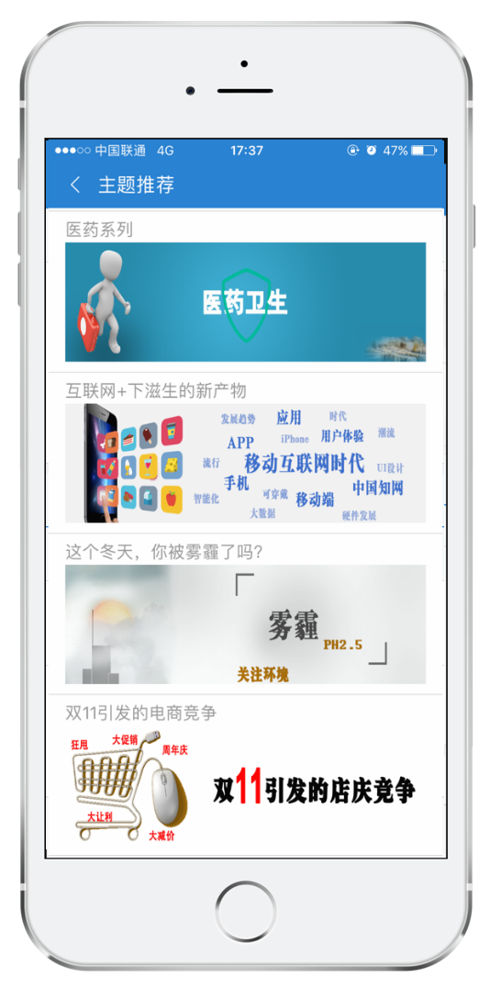 中国联通 4G 17:37 47%
主题推荐
医药系列
医药卫生
互联网+下滋生的新产物
发展趋势 应用 时代
APP iPhone 用户体验 潮流
流行 移动互联网时代 UI设计
手机 中国知网
智能化 可穿戴 移动端
大数据 硬件发展
这个冬天，你被雾霾了吗?
雾霾
PH2.5
关注环境
双11引发的电商竞争
狂甩 大促销 周年庆
双11引发的店庆竞争
大让利
大减价